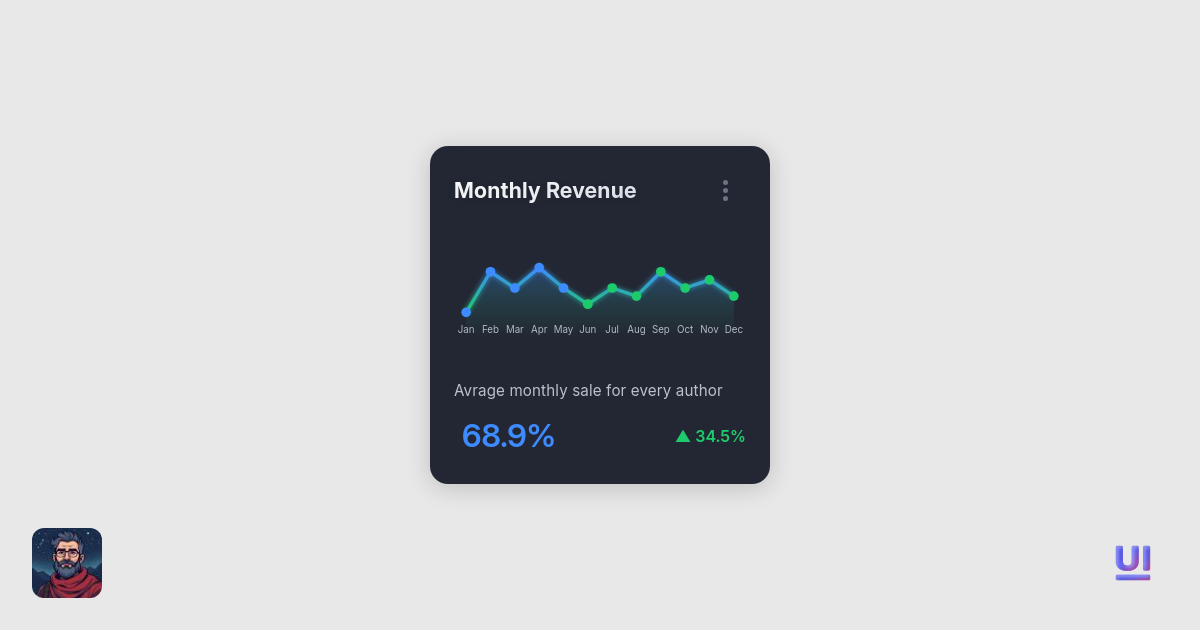 Monthly Revenue
Jan Feb Mar Apr May Jun Jul Aug Sep Oct Nov Dec
Avrage monthly sale for every author
68.9% ▲ 34.5%
UI